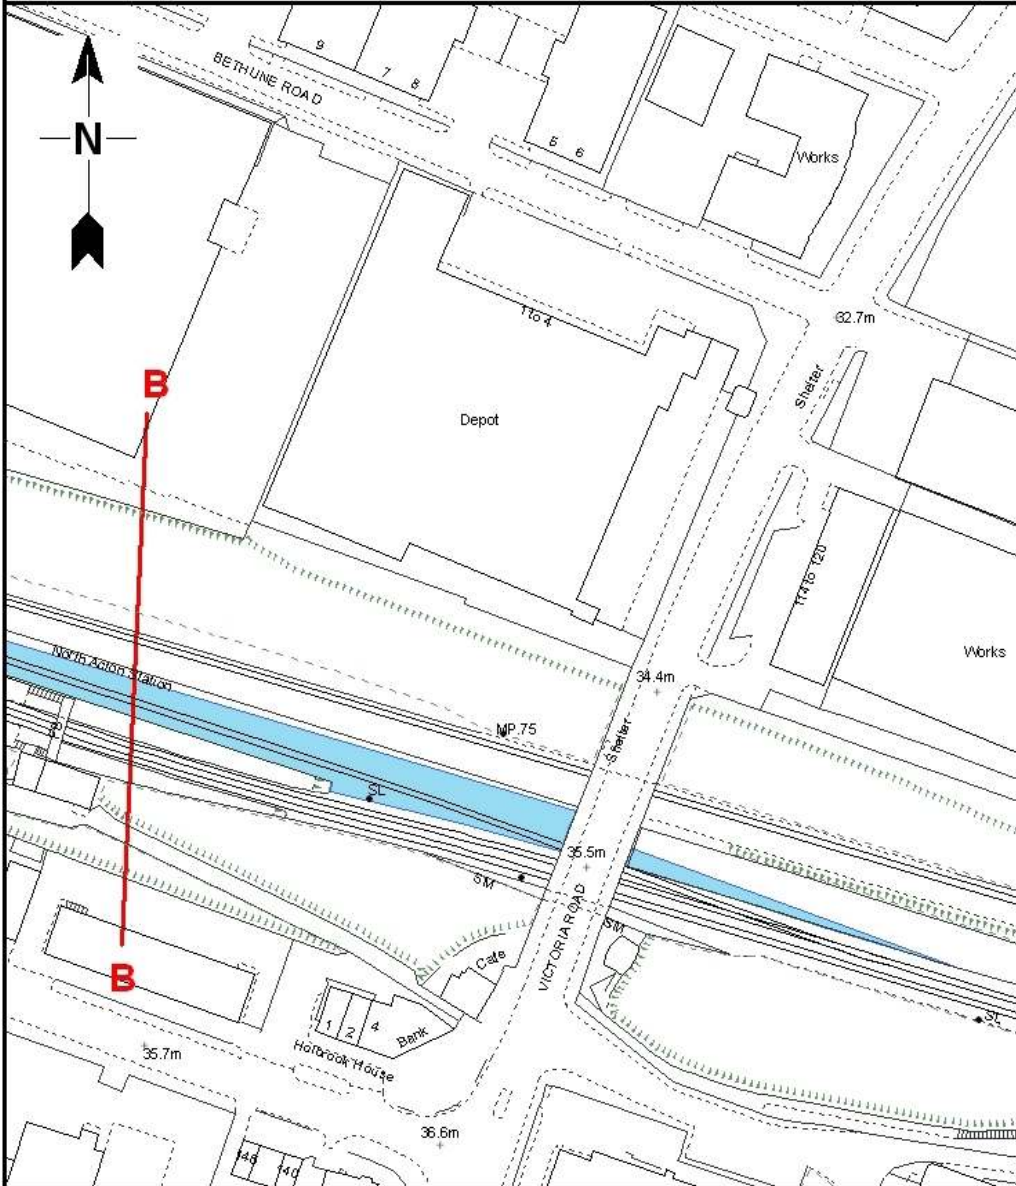 9
7 8
BETHUNE ROAD
N
5 6
Works
1 to 4
32.7m
Shelter
B
Depot
114 to 120
Works
North Acton Station
34.4m
MP.75
Shelter
FB
SL
35.5m
SM
VICTORIA ROAD
SM
Cafe
B
SL
1 2 4
Bank
Holbrook House
35.7m
36.6m
146
140